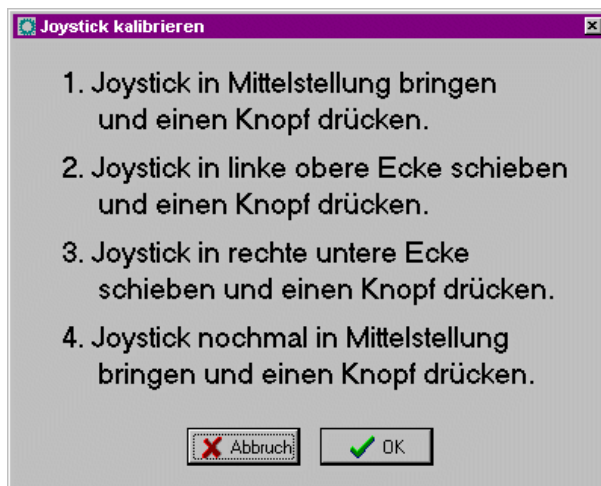 Joystick kalibrieren
1. Joystick in Mittelstellung bringen
und einen Knopf drücken.
2. Joystick in linke obere Ecke schieben
und einen Knopf drücken.
3. Joystick in rechte untere Ecke
schieben und einen Knopf drücken.
4. Joystick nochmal in Mittelstellung
bringen und einen Knopf drücken.
Abbruch OK